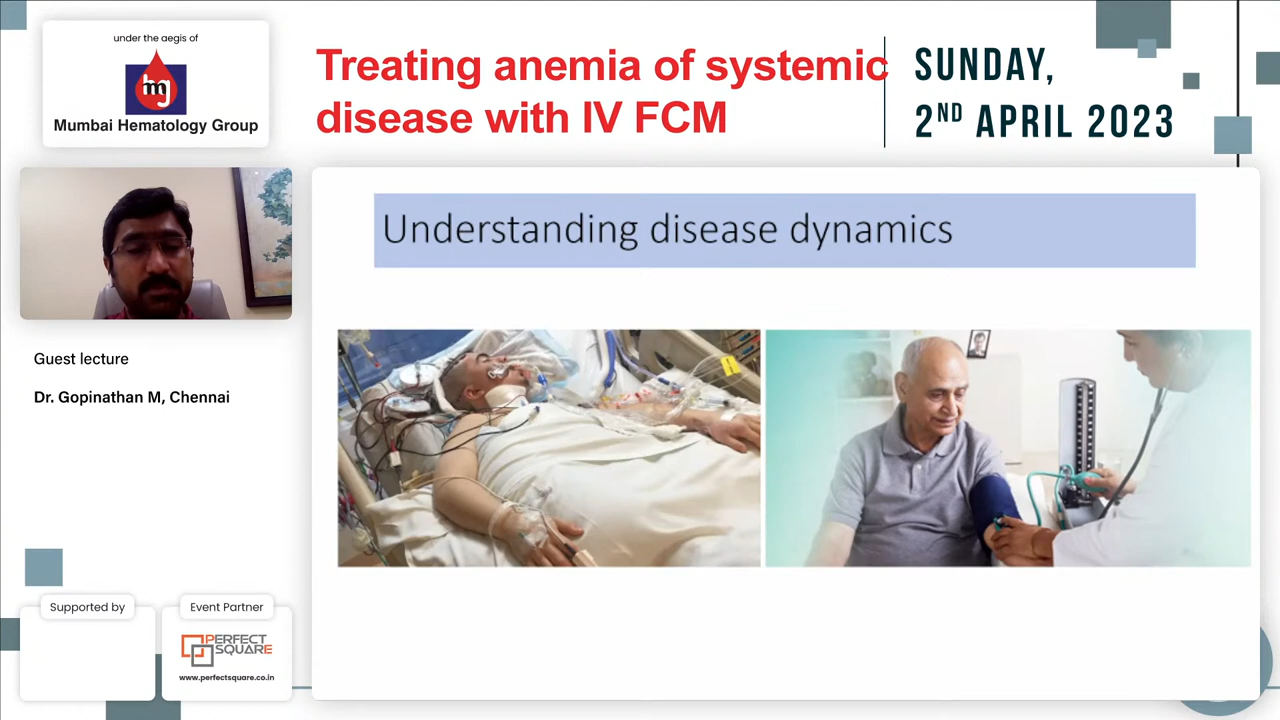 under the aegis of
hmg
Mumbai Hematology Group
Treating anemia of systemic
disease with IV FCM
SUNDAY,
2ND APRIL 2023
Understanding disease dynamics
Guest lecture
Dr. Gopinathan M, Chennai
Supported by
Event Partner
PERFECT
SQUARE
www.perfectsquare.co.in